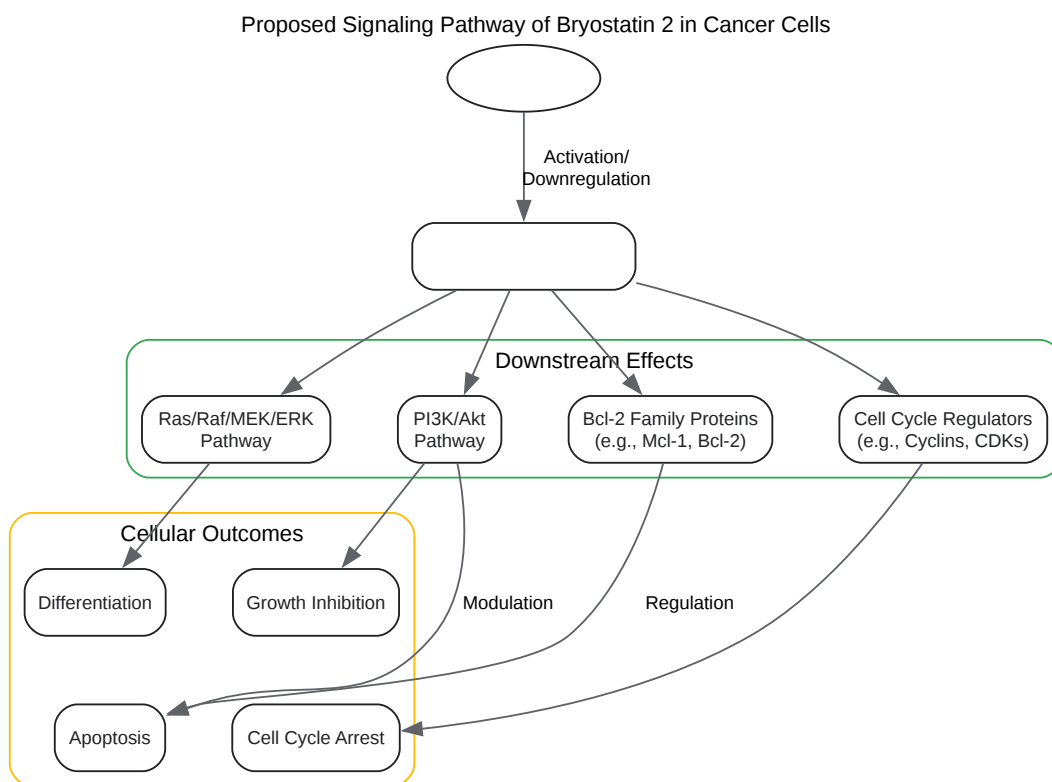 Proposed Signaling Pathway of Bryostatin 2 in Cancer Cells
Activation/
Downregulation
Downstream Effects
Ras/Raf/MEK/ERK
Pathway
PI3K/Akt
Pathway
Bcl-2 Family Proteins
(e.g., Mcl-1, Bcl-2)
Cell Cycle Regulators
(e.g., Cyclins, CDKs)
Cellular Outcomes
Differentiation
Growth Inhibition
Modulation
Regulation
Apoptosis
Cell Cycle Arrest